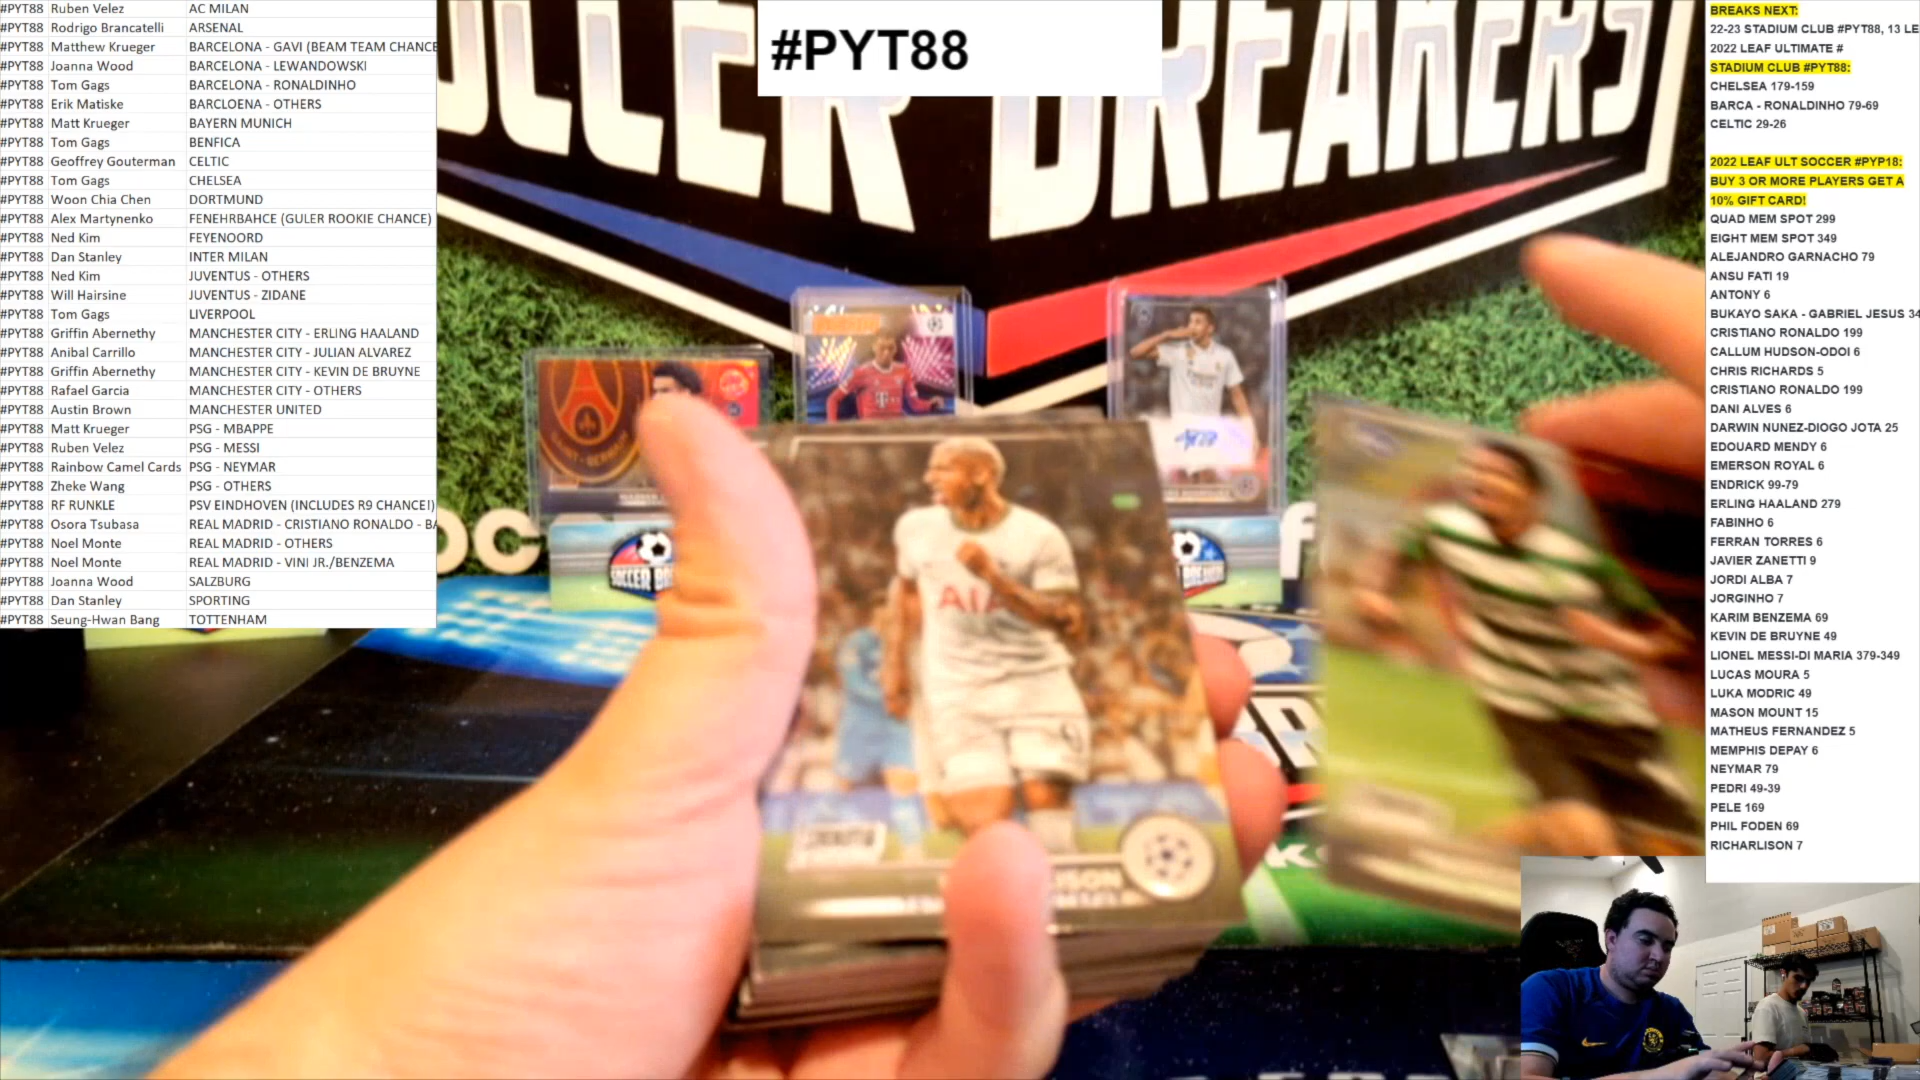 #PYT88 Ruben Velez AC MILAN
#PYT88 Rodrigo Brancatelli ARSENAL
#PYT88 Matthew Krueger BARCELONA - GAVI (BEAM TEAM CHANCE
#PYT88 Joanna Wood BARCELONA - LEWANDOWSKI
#PYT88 Tom Gags BARCELONA - RONALDINHO
#PYT88 Erik Matiske BARCLOENA - OTHERS
#PYT88 Matt Krueger BAYERN MUNICH
#PYT88 Tom Gags BENFICA
#PYT88 Geoffrey Gouterman CELTIC
#PYT88 Tom Gags CHELSEA
#PYT88 Woon Chia Chen DORTMUND
#PYT88 Alex Martynenko FENEHRBAHCE (GULER ROOKIE CHANCE)
#PYT88 Ned Kim FEYENOORD
#PYT88 Dan Stanley INTER MILAN
#PYT88 Ned Kim JUVENTUS - OTHERS
#PYT88 Will Hairsine JUVENTUS - ZIDANE
#PYT88 Tom Gags LIVERPOOL
#PYT88 Griffin Abernethy MANCHESTER CITY - ERLING HAALAND
#PYT88 Anibal Carrillo MANCHESTER CITY - JULIAN ALVAREZ
#PYT88 Griffin Abernethy MANCHESTER CITY - KEVIN DE BRUYNE
#PYT88 Rafael Garcia MANCHESTER CITY - OTHERS
#PYT88 Austin Brown MANCHESTER UNITED
#PYT88 Matt Krueger PSG - MBAPPE
#PYT88 Ruben Velez PSG - MESSI
#PYT88 Rainbow Camel Cards PSG - NEYMAR
#PYT88 Zheke Wang PSG - OTHERS
#PYT88 RF RUNKLE PSV EINDHOVEN (INCLUDES R9 CHANCE!)
#PYT88 Osora Tsubasa REAL MADRID - CRISTIANO RONALDO - BA
#PYT88 Noel Monte REAL MADRID - OTHERS
#PYT88 Noel Monte REAL MADRID - VINI JR./BENZEMA
#PYT88 Joanna Wood SALZBURG
#PYT88 Dan Stanley SPORTING
#PYT88 Seung-Hwan Bang TOTTENHAM
#PYT88
SOCCER BREAKERS
SOCCER BR
AIA
BREAKS NEXT:
22-23 STADIUM CLUB #PYT88, 13 LE
2022 LEAF ULTIMATE #
STADIUM CLUB #PYT88:
CHELSEA 179-159
BARCA - RONALDINHO 79-69
CELTIC 29-26
2022 LEAF ULT SOCCER #PYP18:
BUY 3 OR MORE PLAYERS GET A
10% GIFT CARD!
QUAD MEM SPOT 299
EIGHT MEM SPOT 349
ALEJANDRO GARNACHO 79
ANSU FATI 19
ANTONY 6
BUKAYO SAKA - GABRIEL JESUS 34
CRISTIANO RONALDO 199
CALLUM HUDSON-ODOI 6
CHRIS RICHARDS 5
CRISTIANO RONALDO 199
DANI ALVES 6
DARWIN NUNEZ-DIOGO JOTA 25
EDOUARD MENDY 6
EMERSON ROYAL 6
ENDRICK 99-79
ERLING HAALAND 279
FABINHO 6
FERRAN TORRES 6
JAVIER ZANETTI 9
JORDI ALBA 7
JORGINHO 7
KARIM BENZEMA 69
KEVIN DE BRUYNE 49
LIONEL MESSI-DI MARIA 379-349
LUCAS MOURA 5
LUKA MODRIC 49
MASON MOUNT 15
MATHEUS FERNANDEZ 5
MEMPHIS DEPAY 6
NEYMAR 79
PEDRI 49-39
PELE 169
PHIL FODEN 69
RICHARLISON 7